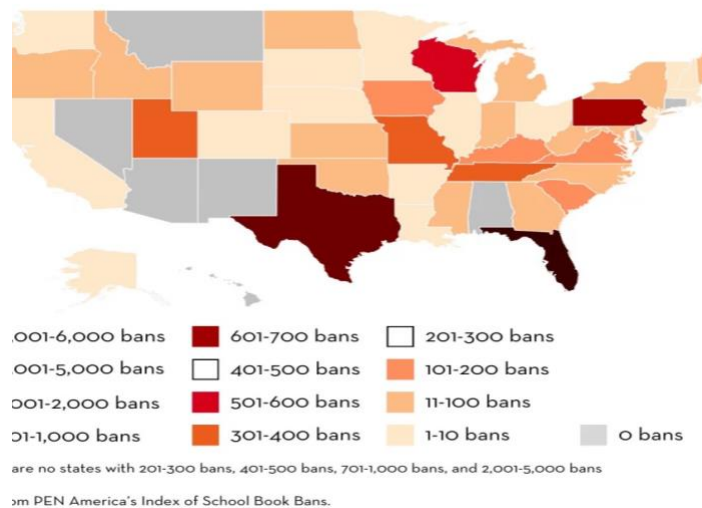 ,001-6,000 bans 601-700 bans 201-300 bans
,001-5,000 bans 401-500 bans 101-200 bans
001-2,000 bans 501-600 bans 11-100 bans
01-1,000 bans 301-400 bans 1-10 bans 0 bans
are no states with 201-300 bans, 401-500 bans, 701-1,000 bans, and 2,001-5,000 bans
om PEN America's Index of School Book Bans.